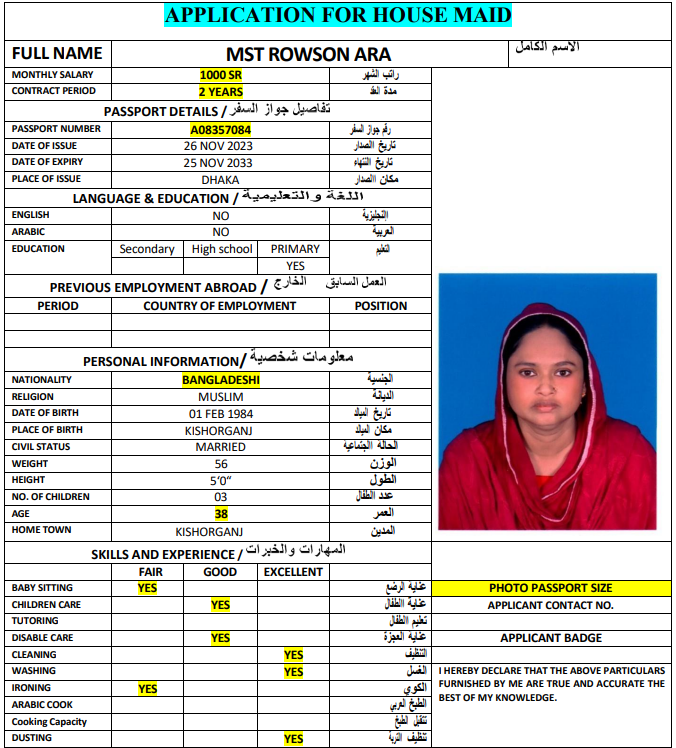 APPLICATION FOR HOUSE MAID
FULL NAME MST ROWSON ARA الاسم الكامل
MONTHLY SALARY 1000 SR راتب الشهر
CONTRACT PERIOD 2 YEARS مدة العقد
PASSPORT DETAILS / تفاصيل جواز السفر
PASSPORT NUMBER A08357084 رقم جواز السفر
DATE OF ISSUE 26 NOV 2023 تاريخ الصدار
DATE OF EXPIRY 25 NOV 2033 تاريخ النتهاء
PLACE OF ISSUE DHAKA مكان الصدار
LANGUAGE & EDUCATION / اللغة والتعليمية
ENGLISH NO الإنجليزية
ARABIC NO العربية
EDUCATION Secondary High school PRIMARY التعليم
YES
PREVIOUS EMPLOYMENT ABROAD / العمل السابق الخارج
PERIOD COUNTRY OF EMPLOYMENT POSITION
PERSONAL INFORMATION/ معلومات شخصية
NATIONALITY BANGLADESHI الجنسية
RELIGION MUSLIM الديانة
DATE OF BIRTH 01 FEB 1984 تاريخ الميلاد
PLACE OF BIRTH KISHORGANJ مكان الميلاد
CIVIL STATUS MARRIED الحالة الجتماعية
WEIGHT 56 الوزن
HEIGHT 5'0" الطول
NO. OF CHILDREN 03 عدد الطفال
AGE 38 العمر
HOME TOWN KISHORGANJ المدين
SKILLS AND EXPERIENCE / المهارات والخبرات
FAIR GOOD EXCELLENT
BABY SITTING YES عناية الرضع
PHOTO PASSPORT SIZE
CHILDREN CARE YES عناية الطفال
APPLICANT CONTACT NO.
TUTORING تعليم الطفال
DISABLE CARE YES عناية العجزة
APPLICANT BADGE
CLEANING YES التنظيف
WASHING YES الغسل
IRONING YES الكوي
ARABIC COOK الطبخ العربي
Cooking Capacity الطبخ
DUSTING YES تنظيف التربة
I HEREBY DECLARE THAT THE ABOVE PARTICULARS
FURNISHED BY ME ARE TRUE AND ACCURATE THE
BEST OF MY KNOWLEDGE.